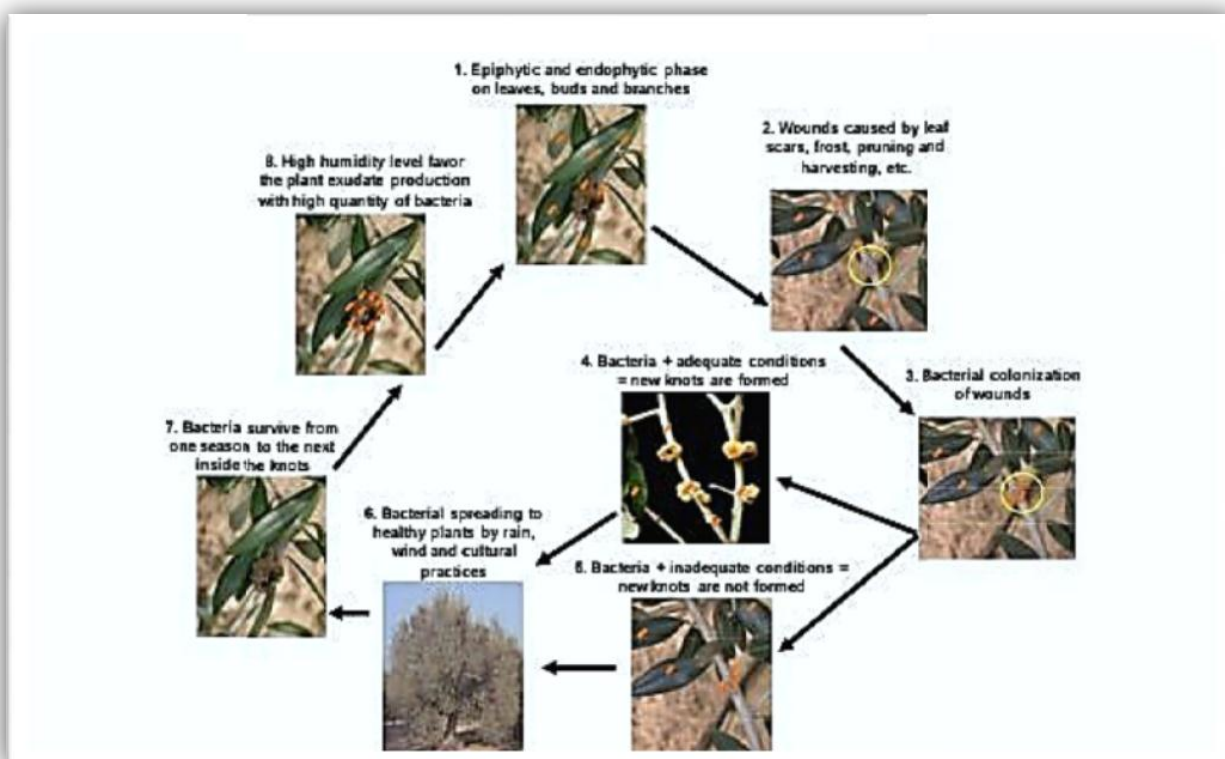 1. Epiphytic and endophytic phase
on leaves, buds and branches
2. Wounds caused by leaf
scars, frost, pruning and
harvesting, etc.
3. Bacterial colonization
of wounds
4. Bacteria + adequate conditions
= new knots are formed
5. Bacteria + inadequate conditions =
new knots are not formed
6. Bacterial spreading to
healthy plants by rain,
wind and cultural
practices
7. Bacteria survive from
one season to the next
inside the knots
8. High humidity level favor
the plant exudate production
with high quantity of bacteria